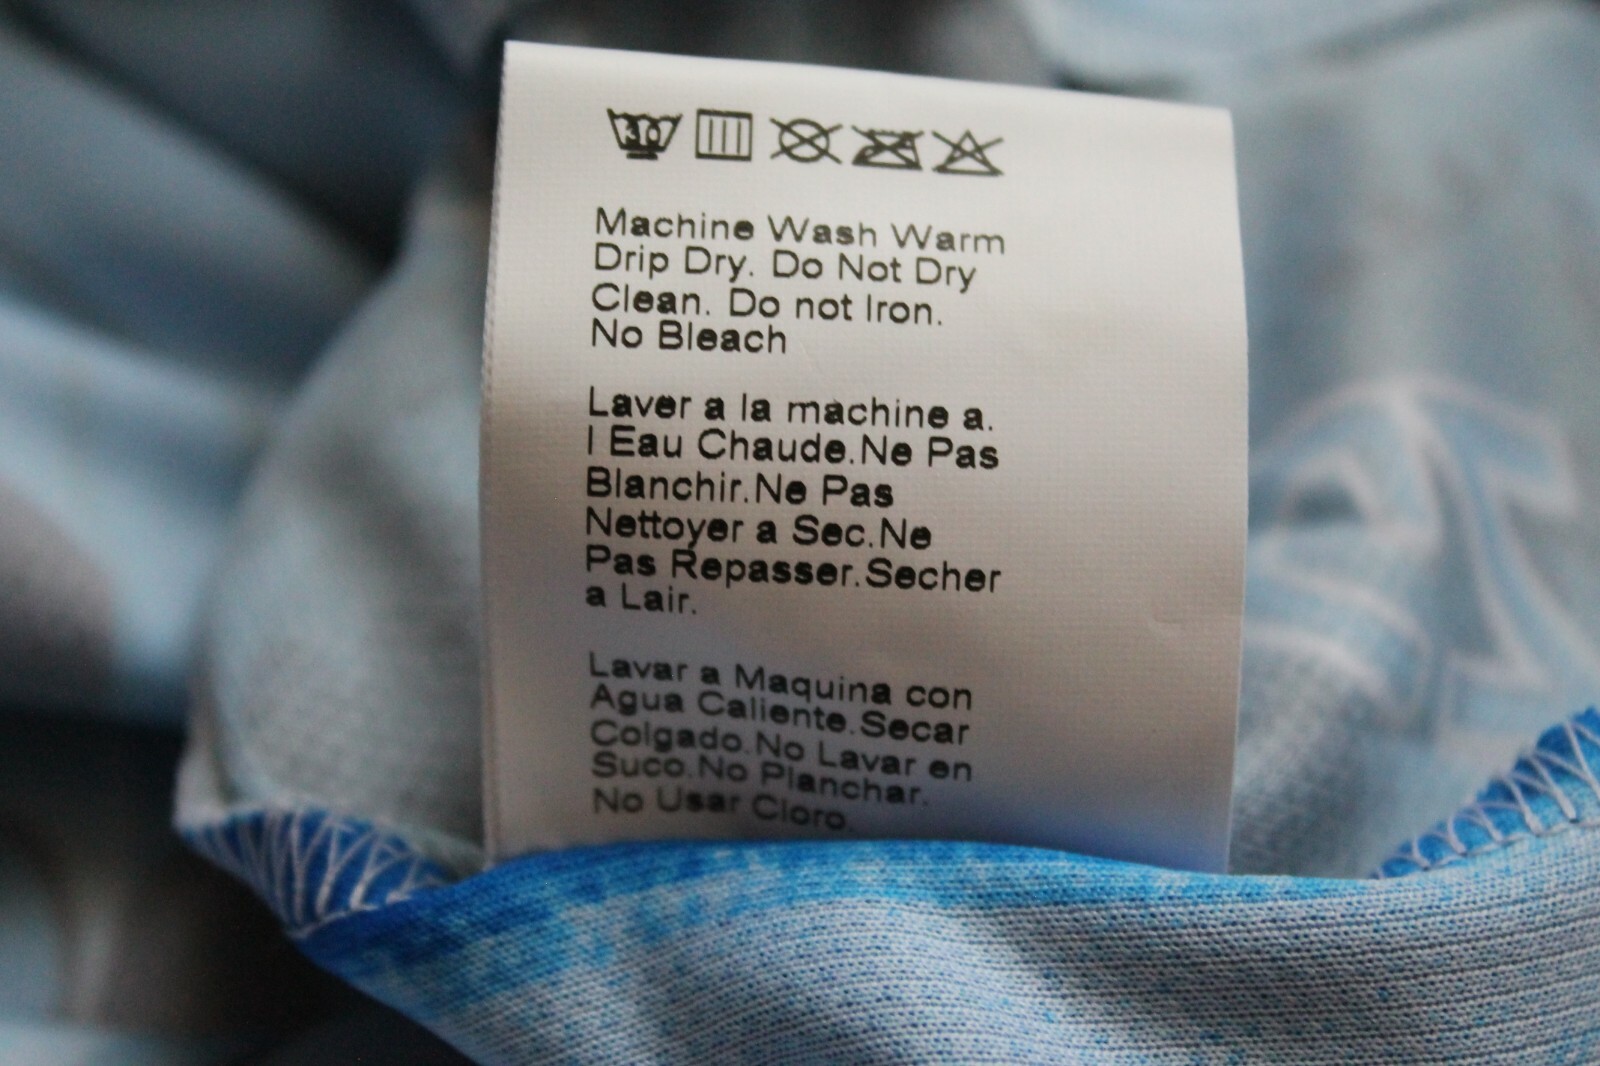 30
Machine Wash Warm
Drip Dry. Do Not Dry
Clean. Do not Iron.
No Bleach
Laver a la machine a.
l Eau Chaude.Ne Pas
Blanchir.Ne Pas
Nettoyer a Sec.Ne
Pas Repasser.Secher
a Lair.
Lavar a Maquina con
Agua Caliente.Secar
Colgado.No Lavar en
Suco.No Planchar.
No Usar Cloro.